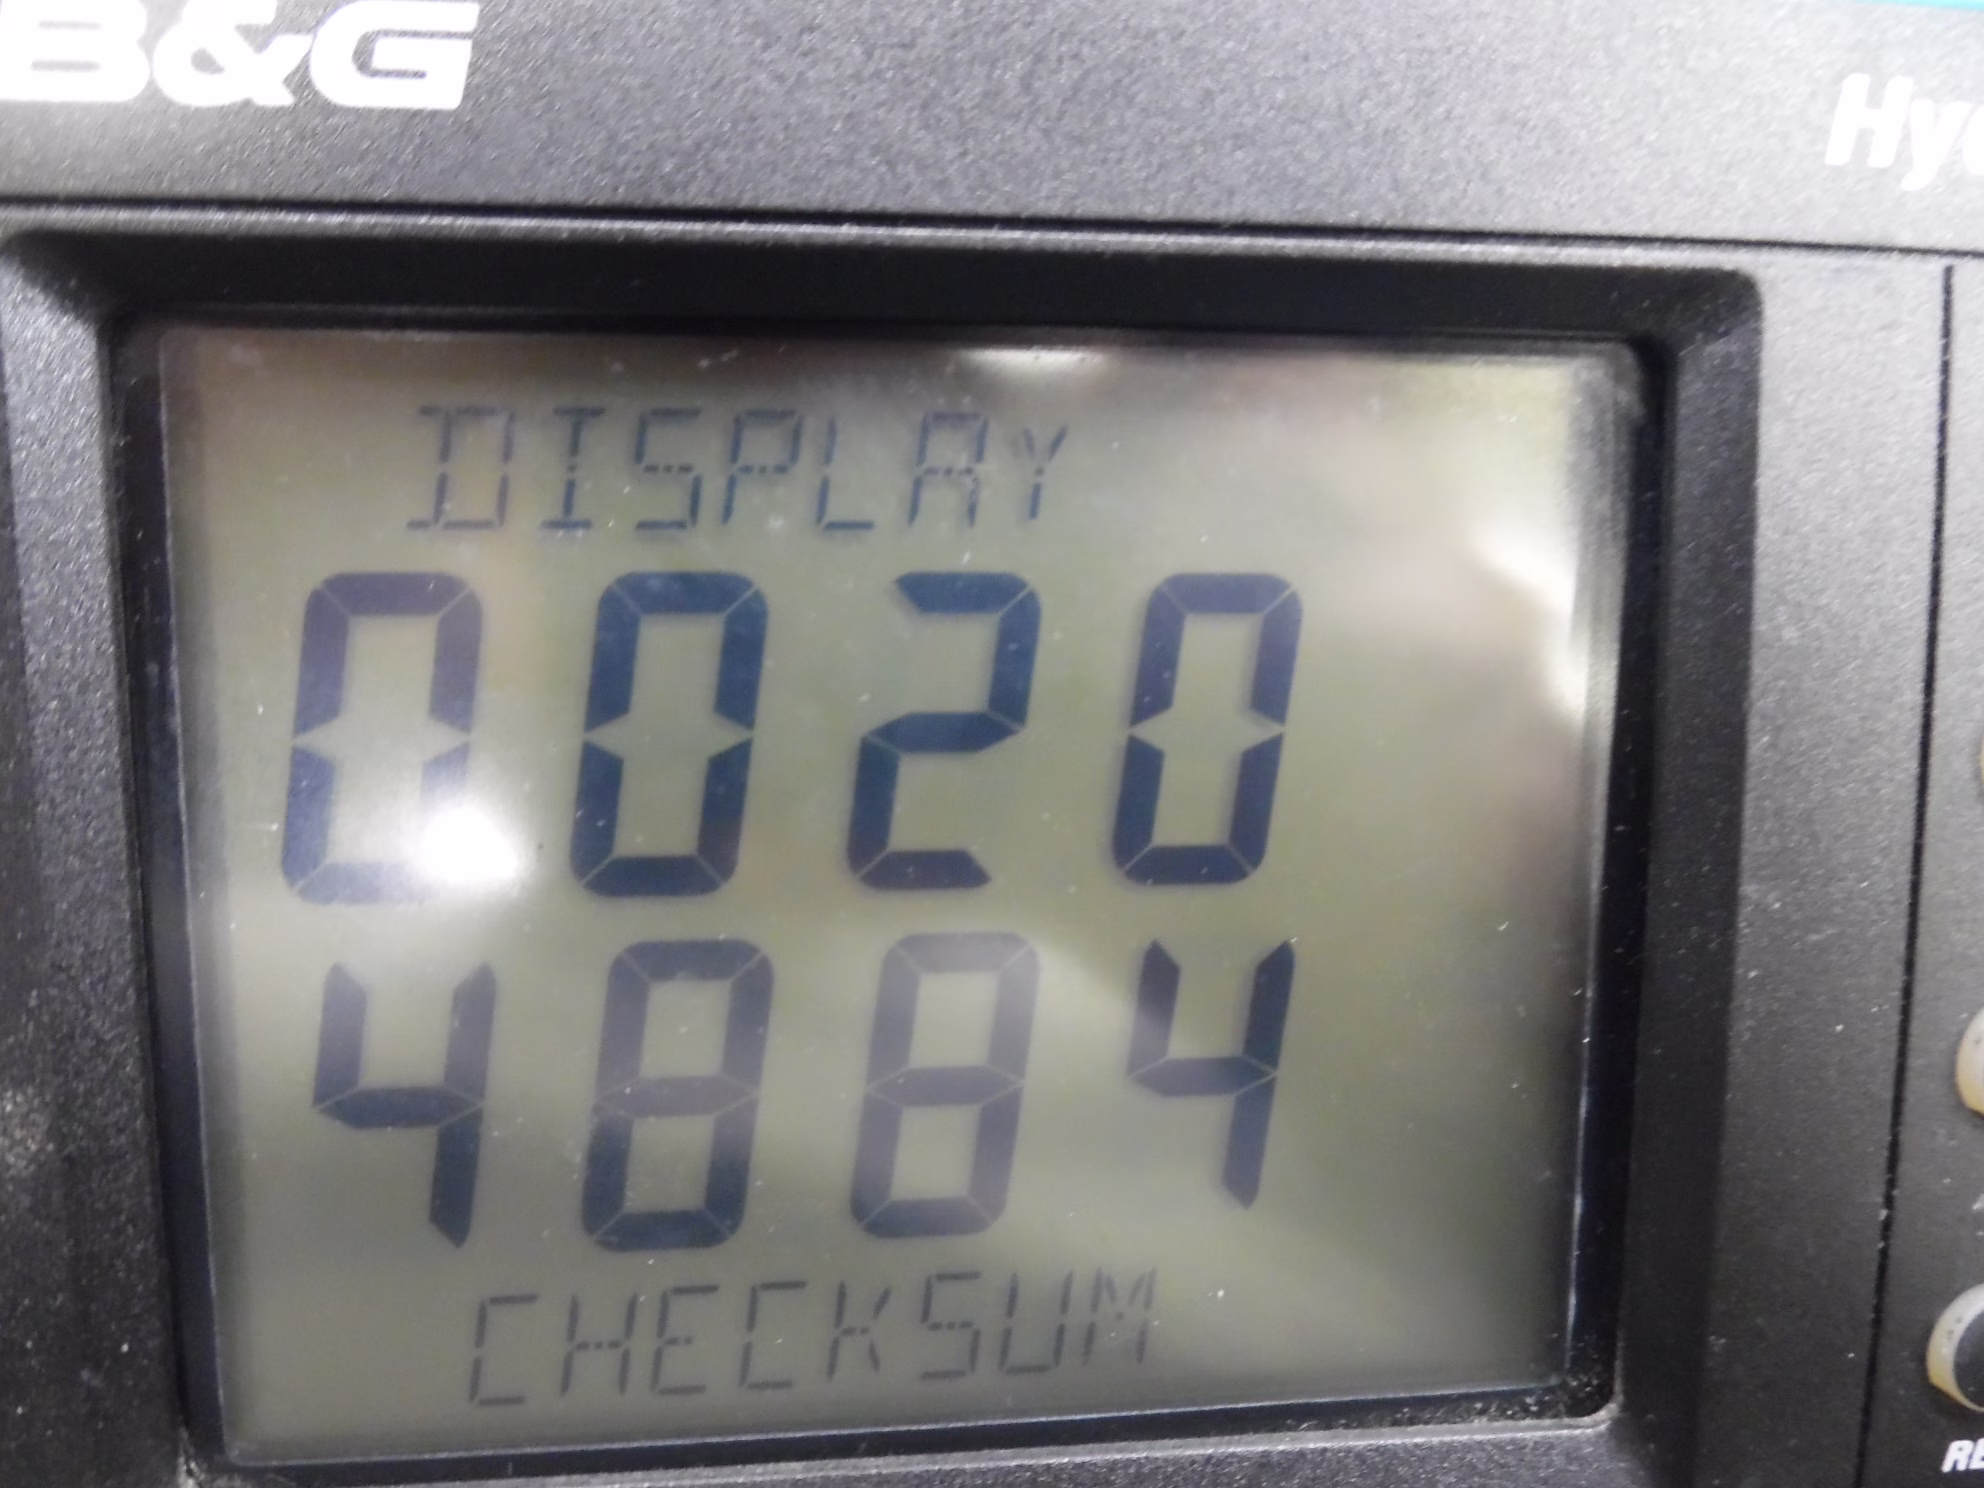 B&G
DISPLAY
0020
4884
CHECKSUM